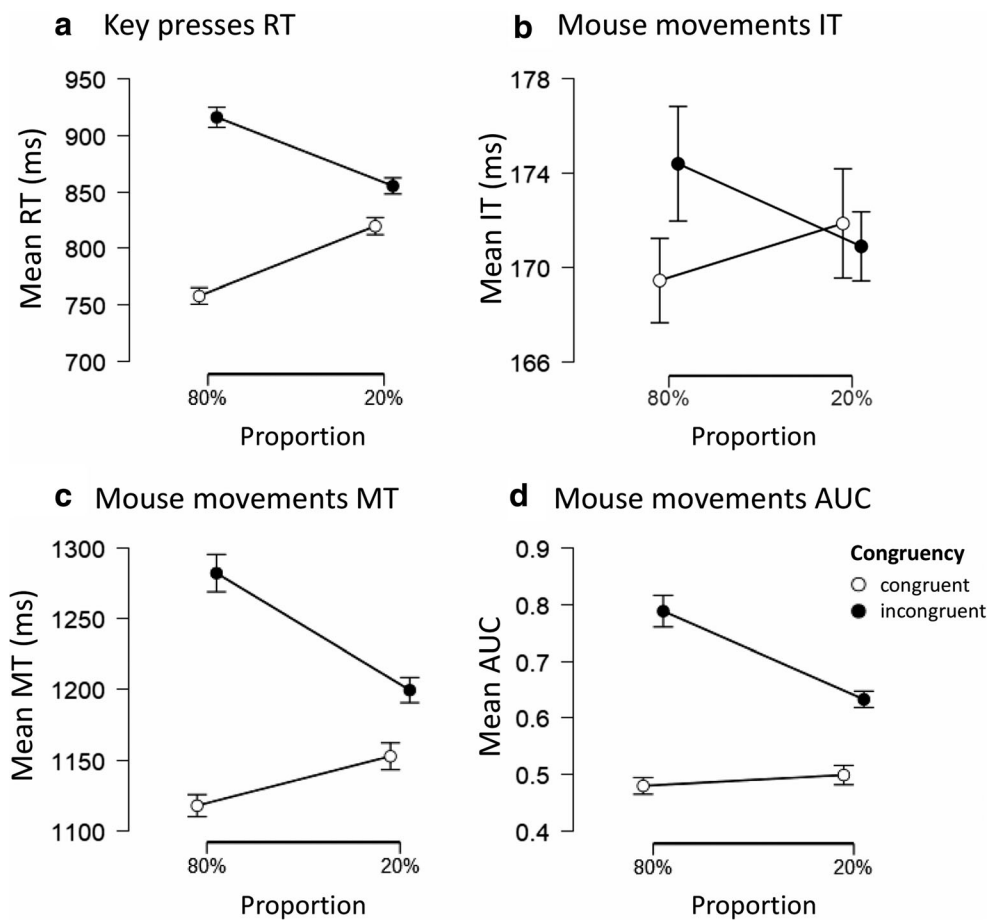 a Key presses RT
950
900
850
800
750
700
Mean RT (ms)
80% 20%
Proportion
b Mouse movements IT
178
174
170
166
Mean IT (ms)
80% 20%
Proportion
c Mouse movements MT
1300
1250
1200
1150
1100
Mean MT (ms)
80% 20%
Proportion
d Mouse movements AUC
0.9
0.8
0.7
0.6
0.5
0.4
Mean AUC
80% 20%
Proportion
Congruency
congruent
incongruent